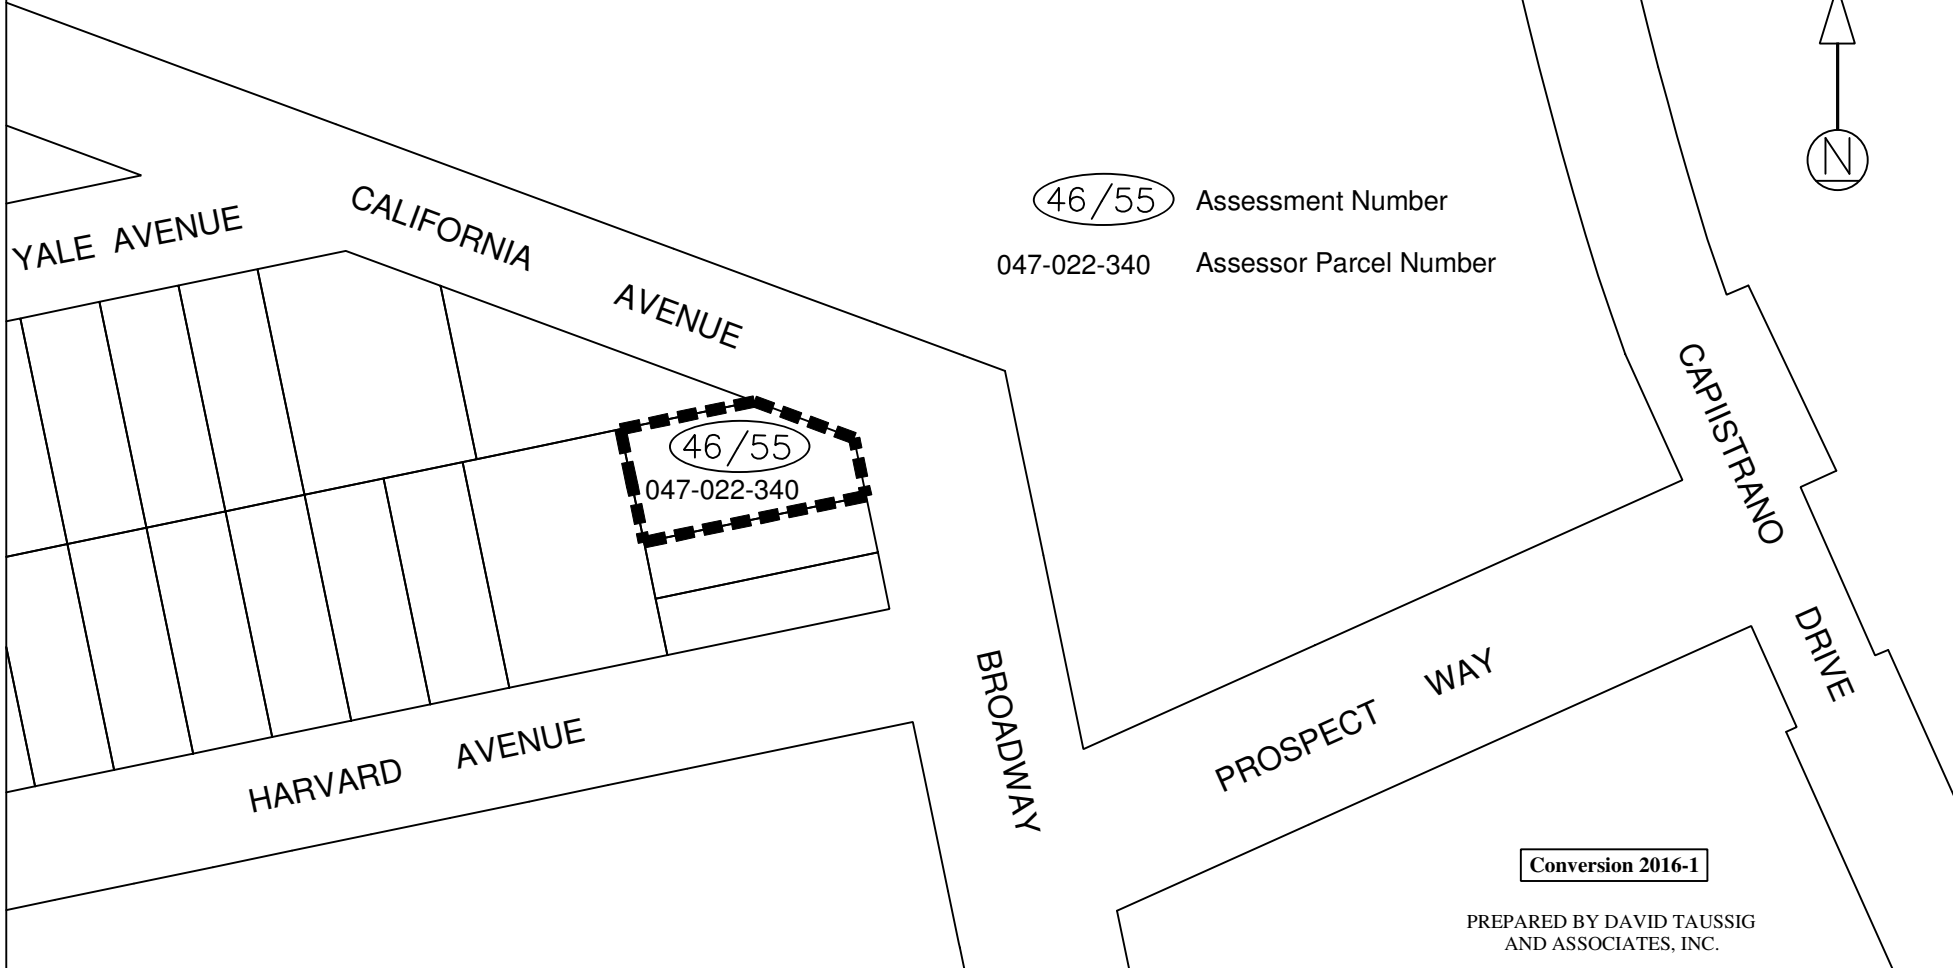 N
46/55 Assessment Number
047-022-340 Assessor Parcel Number
YALE AVENUE
CALIFORNIA AVENUE
46/55
047-022-340
CAPIISTRANO DRIVE
BROADWAY
PROSPECT WAY
HARVARD AVENUE
Conversion 2016-1
PREPARED BY DAVID TAUSSIG
AND ASSOCIATES, INC.